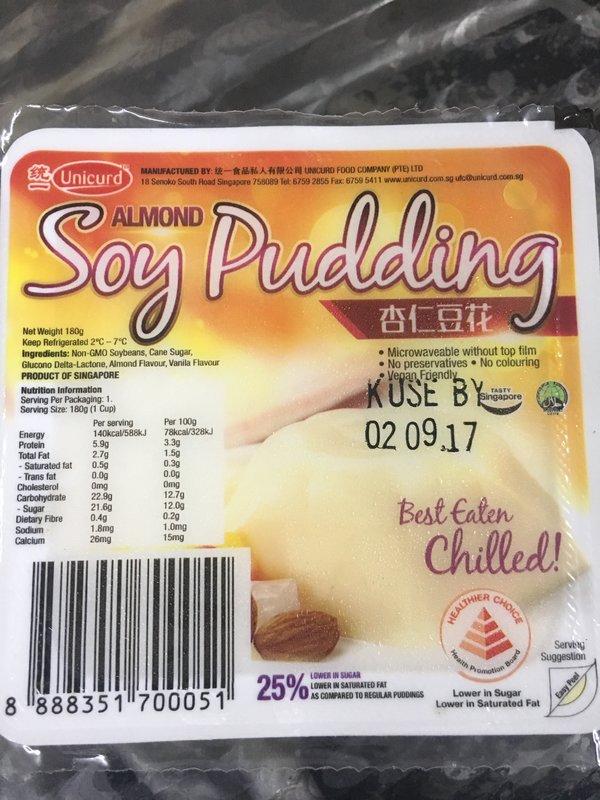 統一 Unicurd™
MANUFACTURED BY: 统一食品私人有限公司 UNICURD FOOD COMPANY (PTE) LTD
18 Senoko South Road Singapore 758089 Tel: 6759 2855 Fax: 6759 5411 www.unicurd.com.sg ufc@unicurd.com.sg
ALMOND
Soy Pudding
杏仁豆花
Net Weight 180g
Keep Refrigerated 2°C – 7°C
Ingredients: Non-GMO Soybeans, Cane Sugar,
Glucono Delta-Lactone, Almond Flavour, Vanila Flavour
PRODUCT OF SINGAPORE
• Microwaveable without top film
• No preservatives • No colouring
• Vegan Friendly
TASTY
Singapore
KUSE BY
02 09.17
Nutrition Information
Serving Per Packaging: 1.
Serving Size: 180g (1 Cup)
Per serving Per 100g
Energy 140kcal/588kJ 78kcal/328kJ
Protein 5.9g 3.3g
Total Fat 2.7g 1.5g
- Saturated fat 0.5g 0.3g
- Trans fat 0.0g 0.0g
Cholesterol 0mg 0mg
Carbohydrate 22.9g 12.7g
- Sugar 21.6g 12.0g
Dietary Fibre 0.4g 0.2g
Sodium 1.8mg 1.0mg
Calcium 26mg 15mg
Best Eaten
Chilled!
HEALTHIER CHOICE
Health Promotion Board
Lower in Sugar
Lower in Saturated Fat
Serving
Suggestion
Easy Peel
25% LOWER IN SUGAR
LOWER IN SATURATED FAT
AS COMPARED TO REGULAR PUDDINGS
8 888351 700051